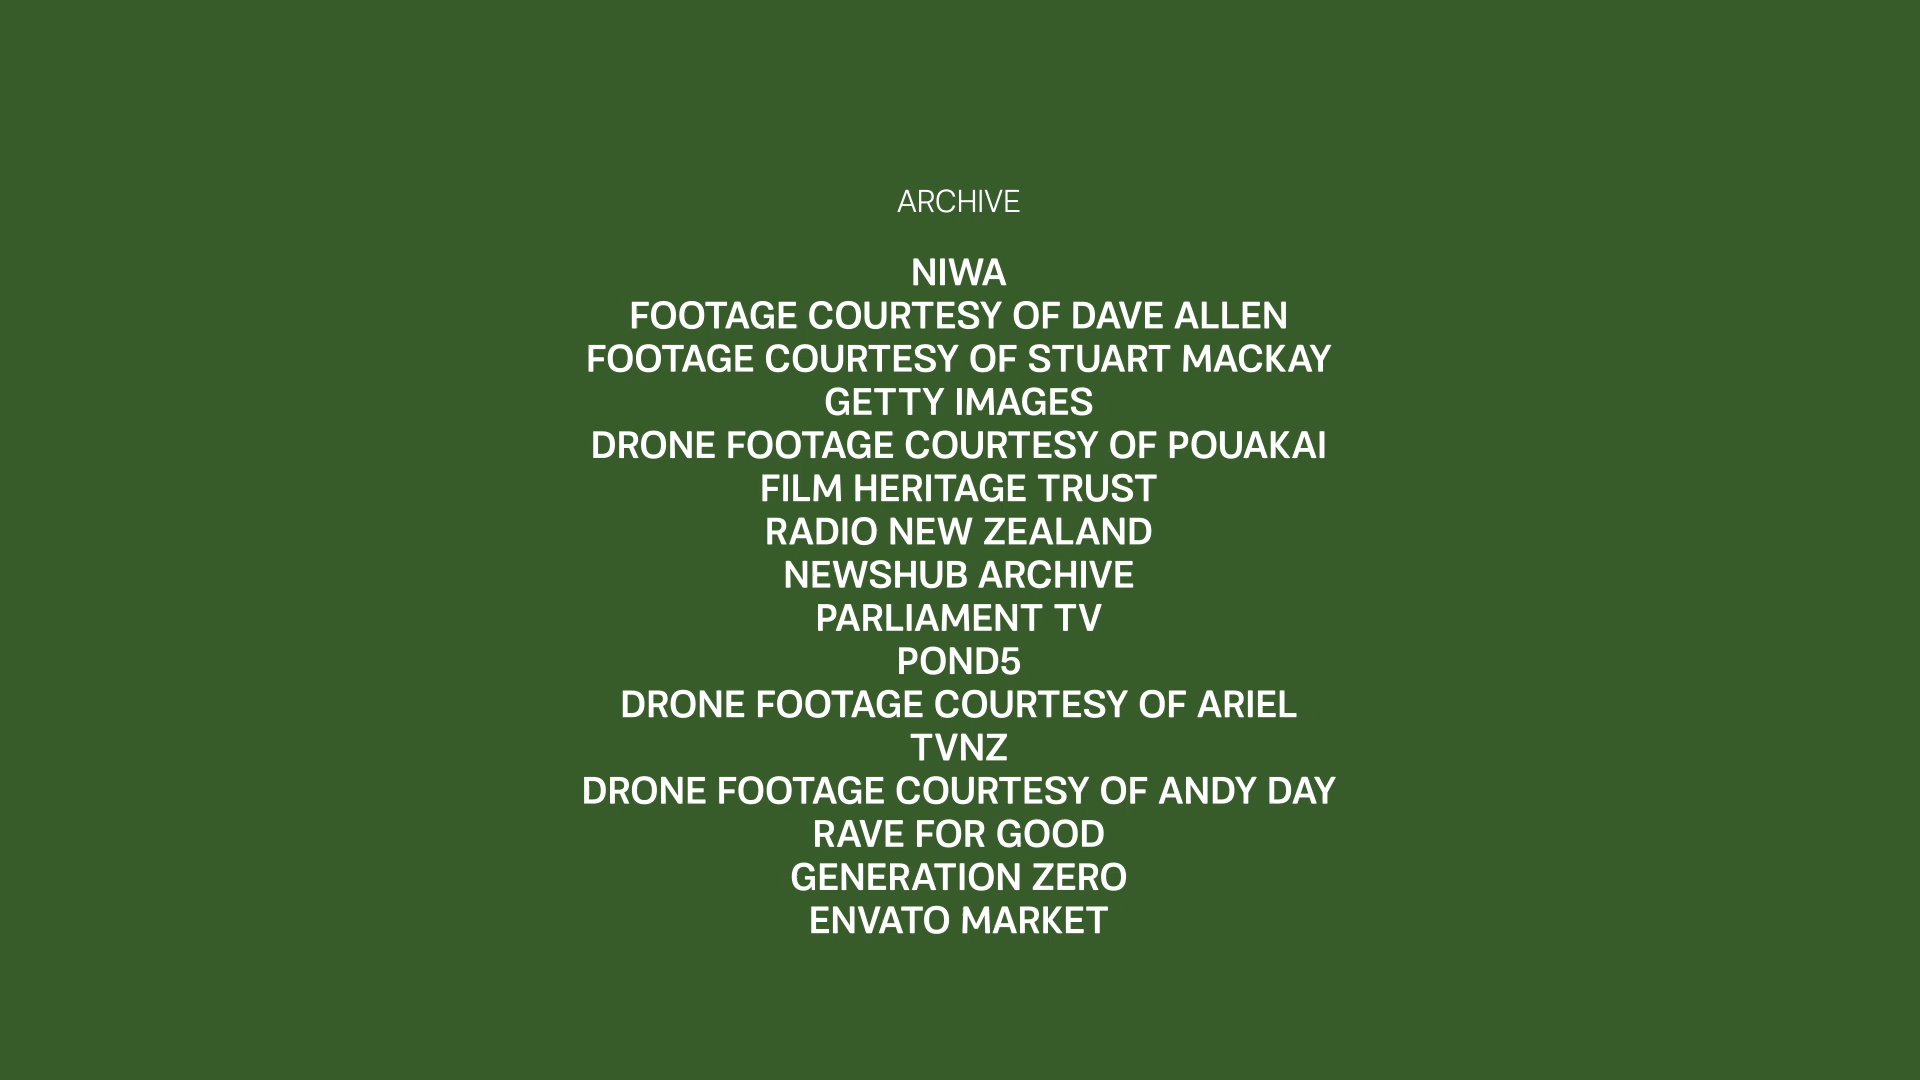 ARCHIVE
NIWA
FOOTAGE COURTESY OF DAVE ALLEN
FOOTAGE COURTESY OF STUART MACKAY
GETTY IMAGES
DRONE FOOTAGE COURTESY OF POUAKAI
FILM HERITAGE TRUST
RADIO NEW ZEALAND
NEWSHUB ARCHIVE
PARLIAMENT TV
POND5
DRONE FOOTAGE COURTESY OF ARIEL
TVNZ
DRONE FOOTAGE COURTESY OF ANDY DAY
RAVE FOR GOOD
GENERATION ZERO
ENVATO MARKET